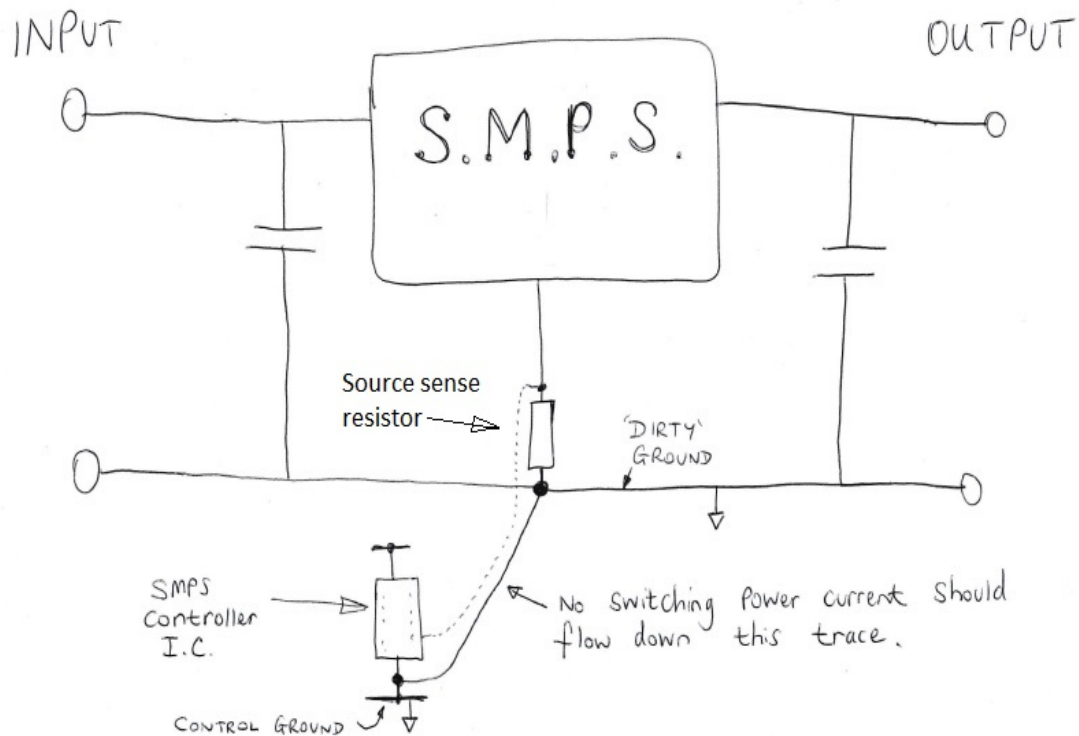 INPUT
OUTPUT
S.M.P.S.
Source sense
resistor
'DIRTY'
GROUND
SMPS
Controller
I.C.
No switching power current should
flow down this trace.
CONTROL GROUND